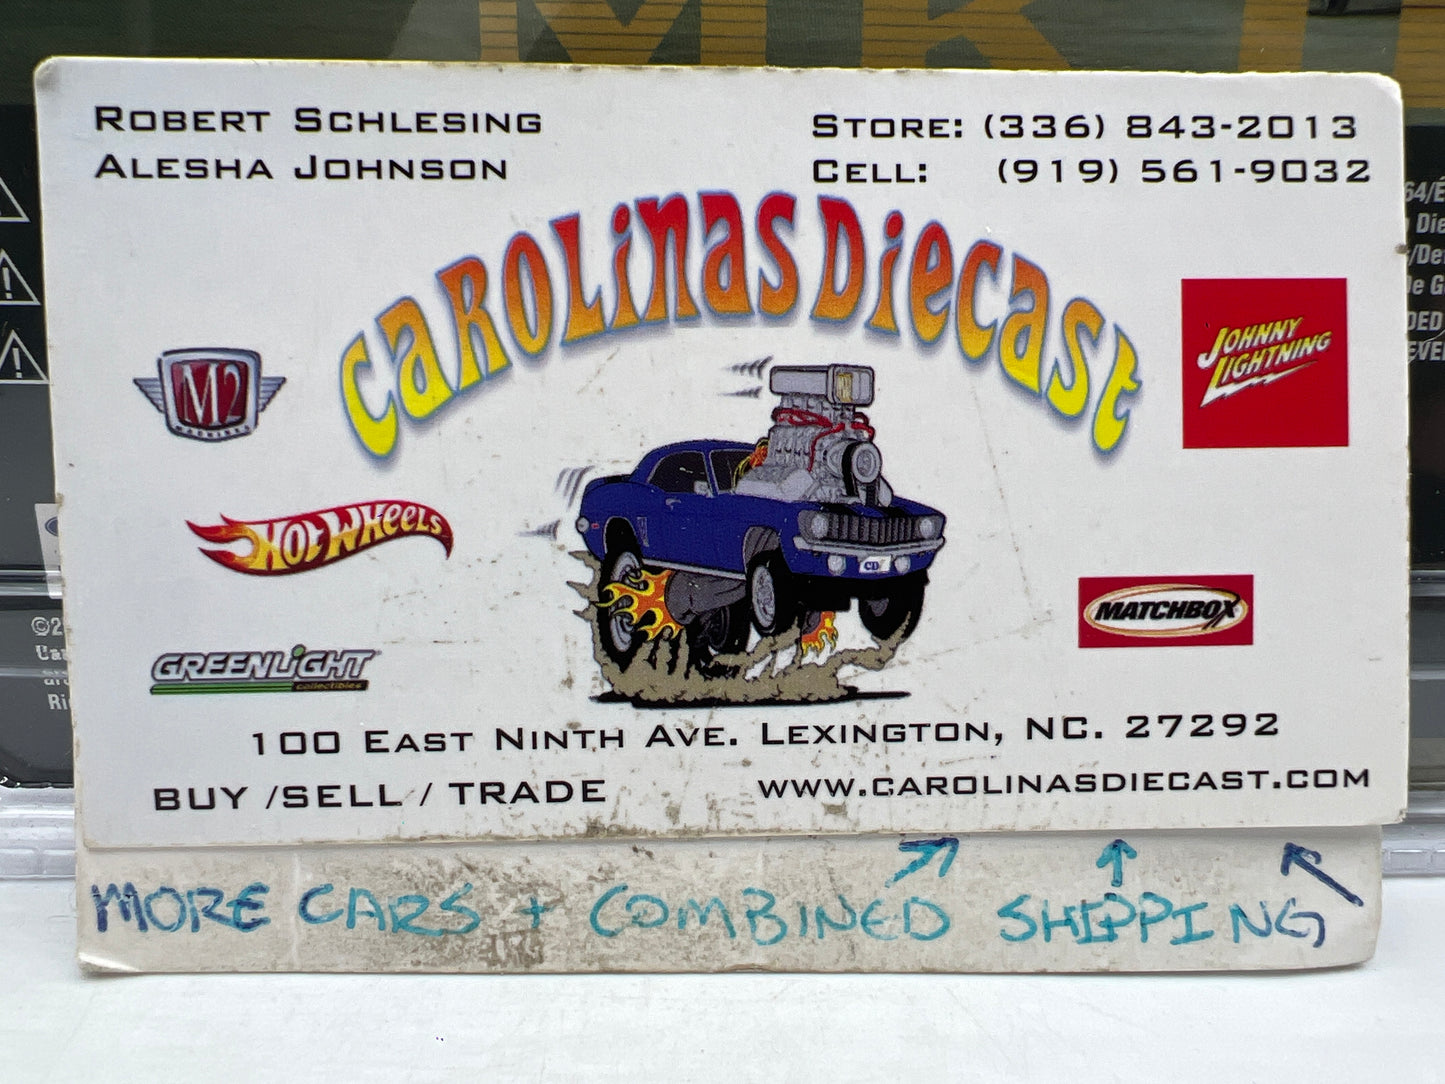 ROBERT SCHLESING
ALESHA JOHNSON
STORE: (336) 843-2013
CELL: (919) 561-9032
CAROLINAS DIECAST
M2
MACHINES
JOHNNY
LIGHTNING
HOT WHEELS
CD
MATCHBOX
GREENLIGHT
collectibles
100 EAST NINTH AVE. LEXINGTON, NC. 27292
BUY /SELL / TRADE
WWW.CAROLINASDIECAST.COM
MORE CARS + COMBINED SHIPPING